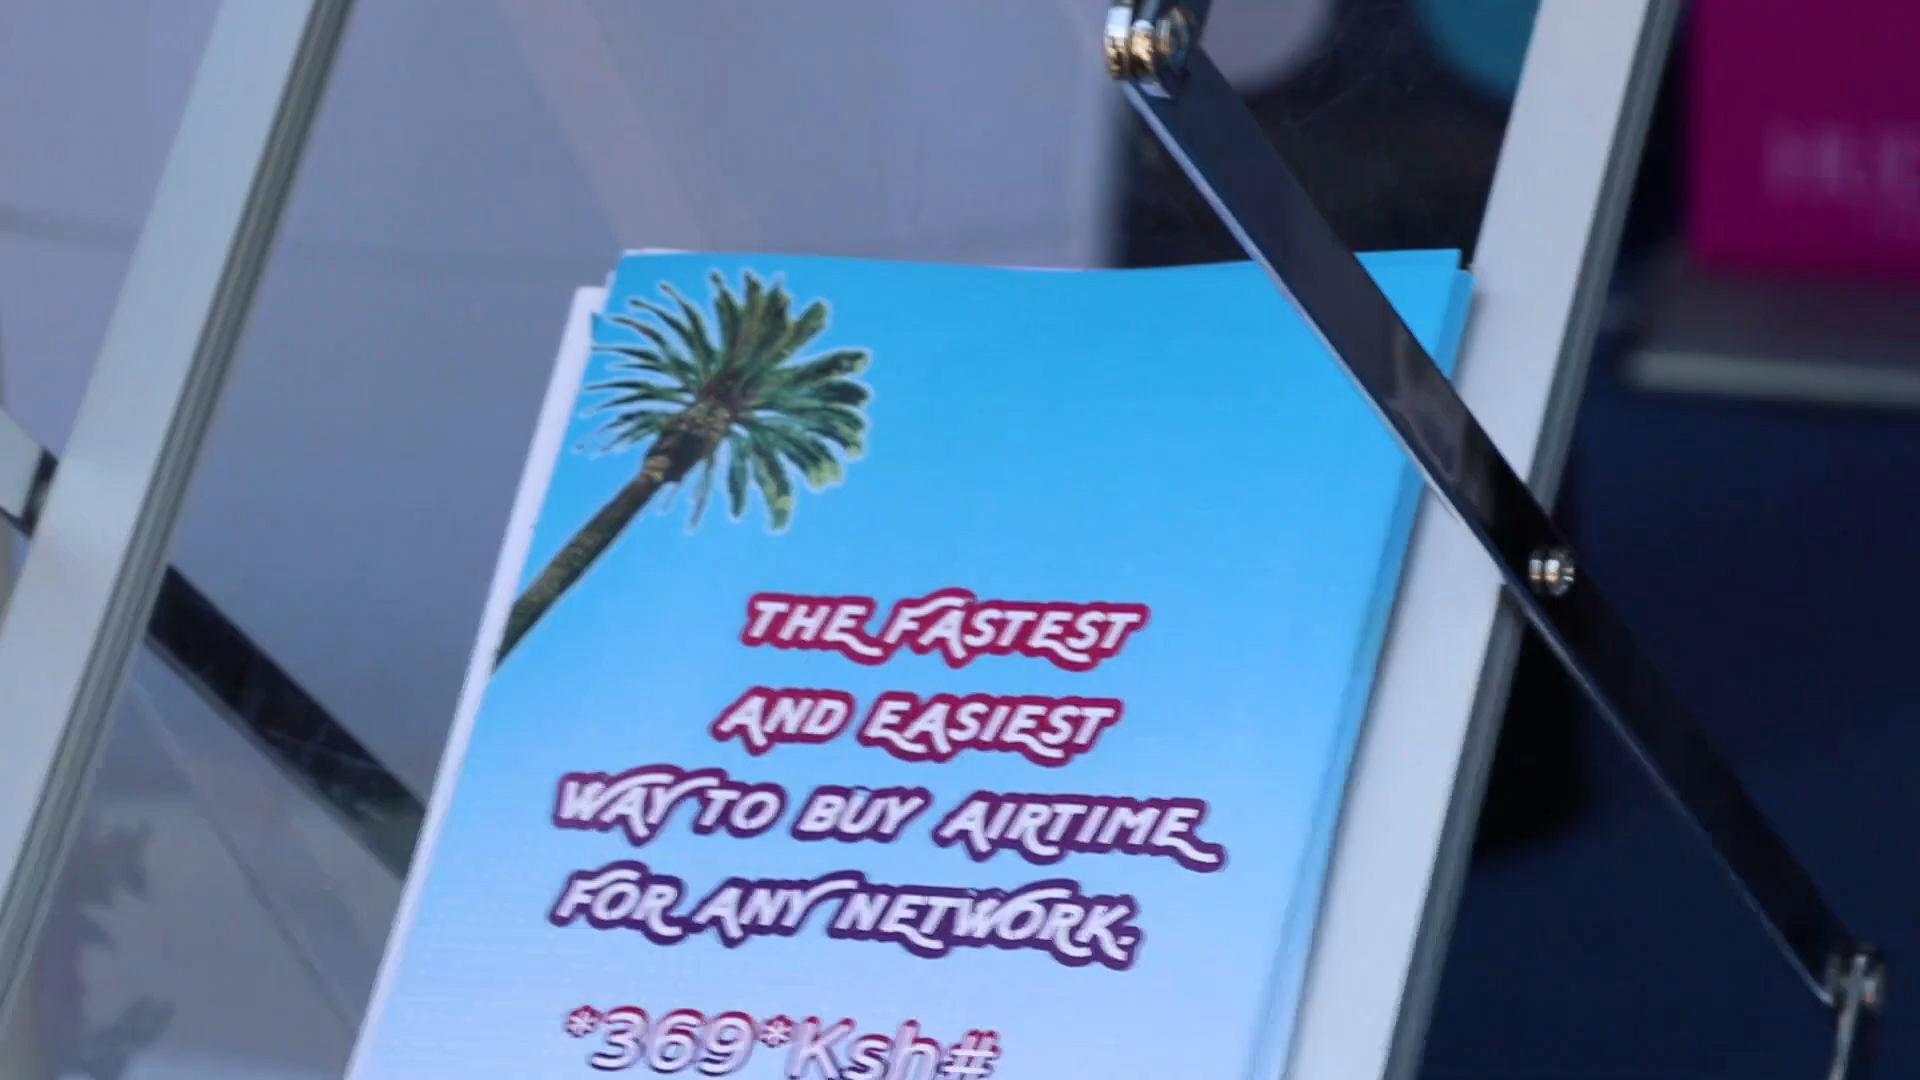 THE FASTEST
AND EASIEST
WAY TO BUY AIRTIME
FOR ANY NETWORK.
*369*Ksh#